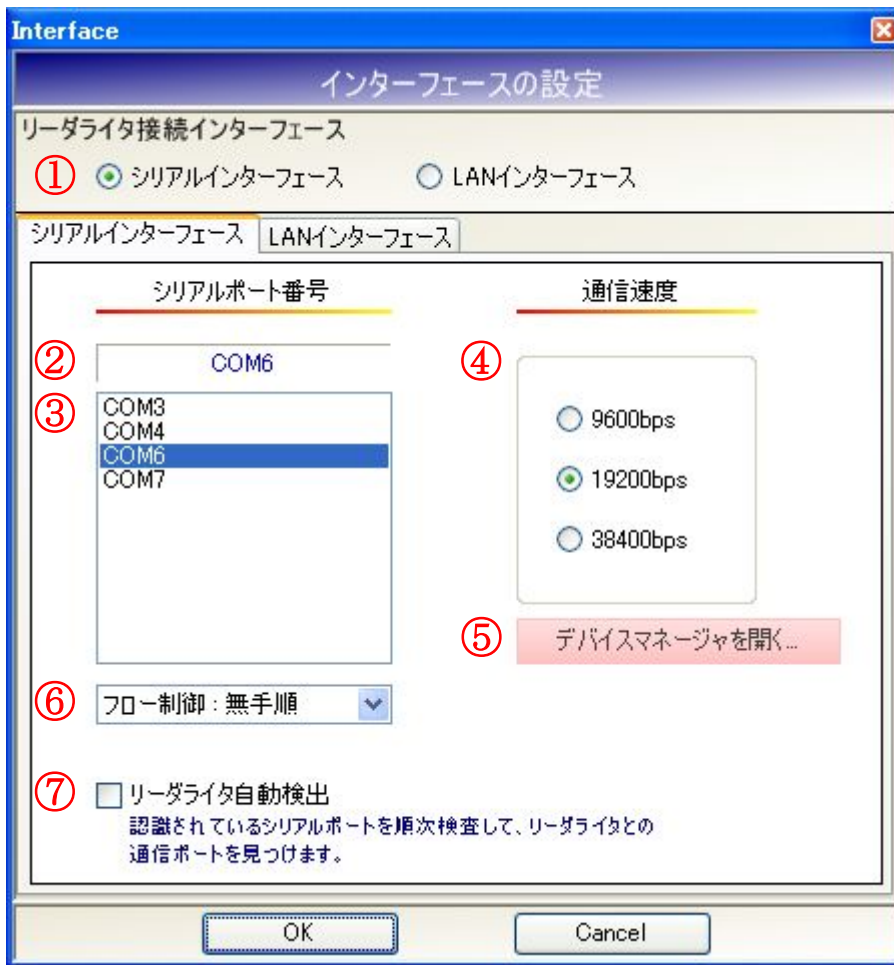 Interface
インターフェースの設定
リーダライタ接続インターフェース
① シリアルインターフェース LANインターフェース
シリアルインターフェース LANインターフェース
シリアルポート番号 通信速度
② COM6 ④
③ COM3
COM4
COM6
COM7
9600bps
19200bps
38400bps
⑤ デバイスマネージャを開く...
⑥ フロー制御：無手順
⑦ リーダライタ自動検出
認識されているシリアルポートを順次検査して、リーダライタとの
通信ポートを見つけます。
OK Cancel